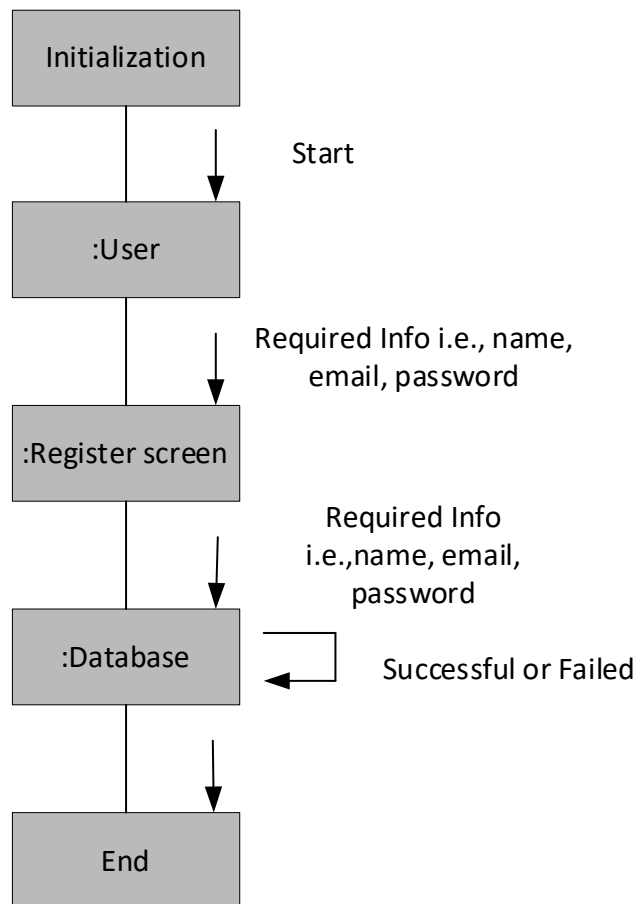 Initialization
Start
:User
Required Info i.e., name,
email, password
:Register screen
Required Info
i.e.,name, email,
password
:Database
Successful or Failed
End